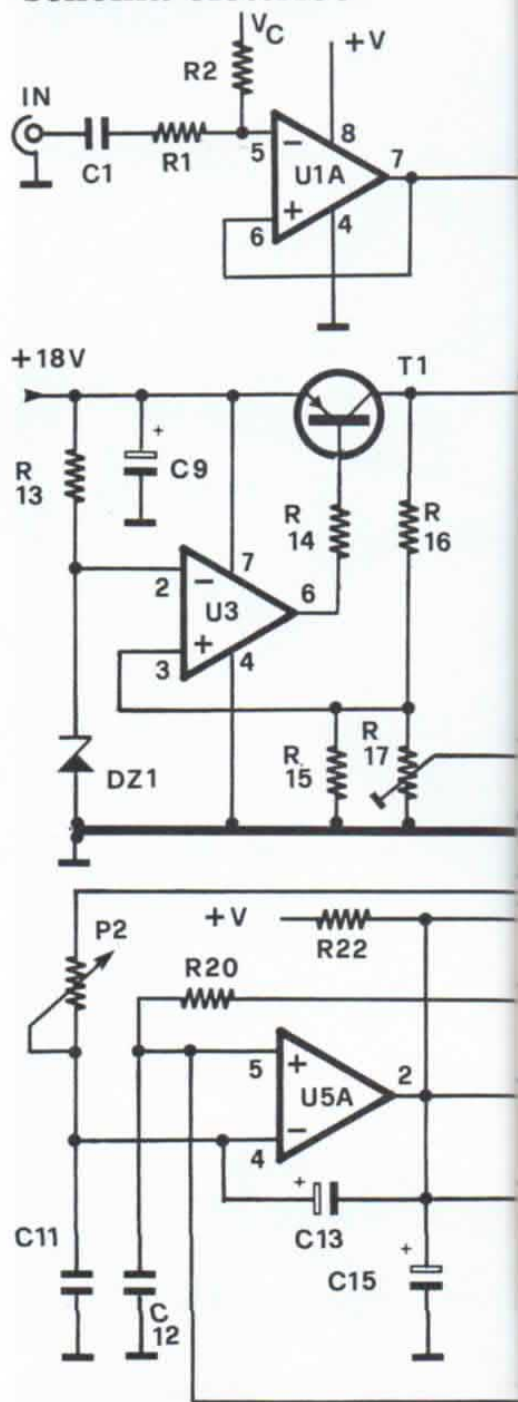 VC
+V
R2
IN
8
5
−
7
U1A
C1
R1
+
4
6
+18V
T1
+
R
13
C9
R
14
R
16
7
2
−
6
U3
+
3
4
R
15
R
17
DZ1
+V
P2
R22
R20
5
+
2
U5A
−
4
+
C13
C11
+
C15
C
12